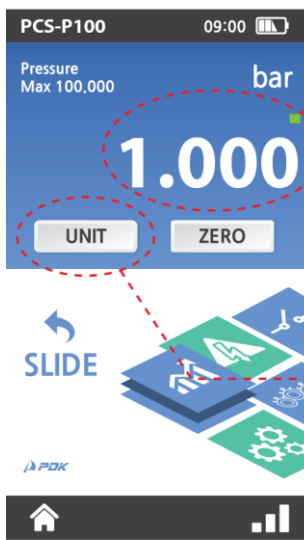 PCS-P100 09:00
Pressure
Max 100,000
bar
1.000
UNIT ZERO
SLIDE
PDK